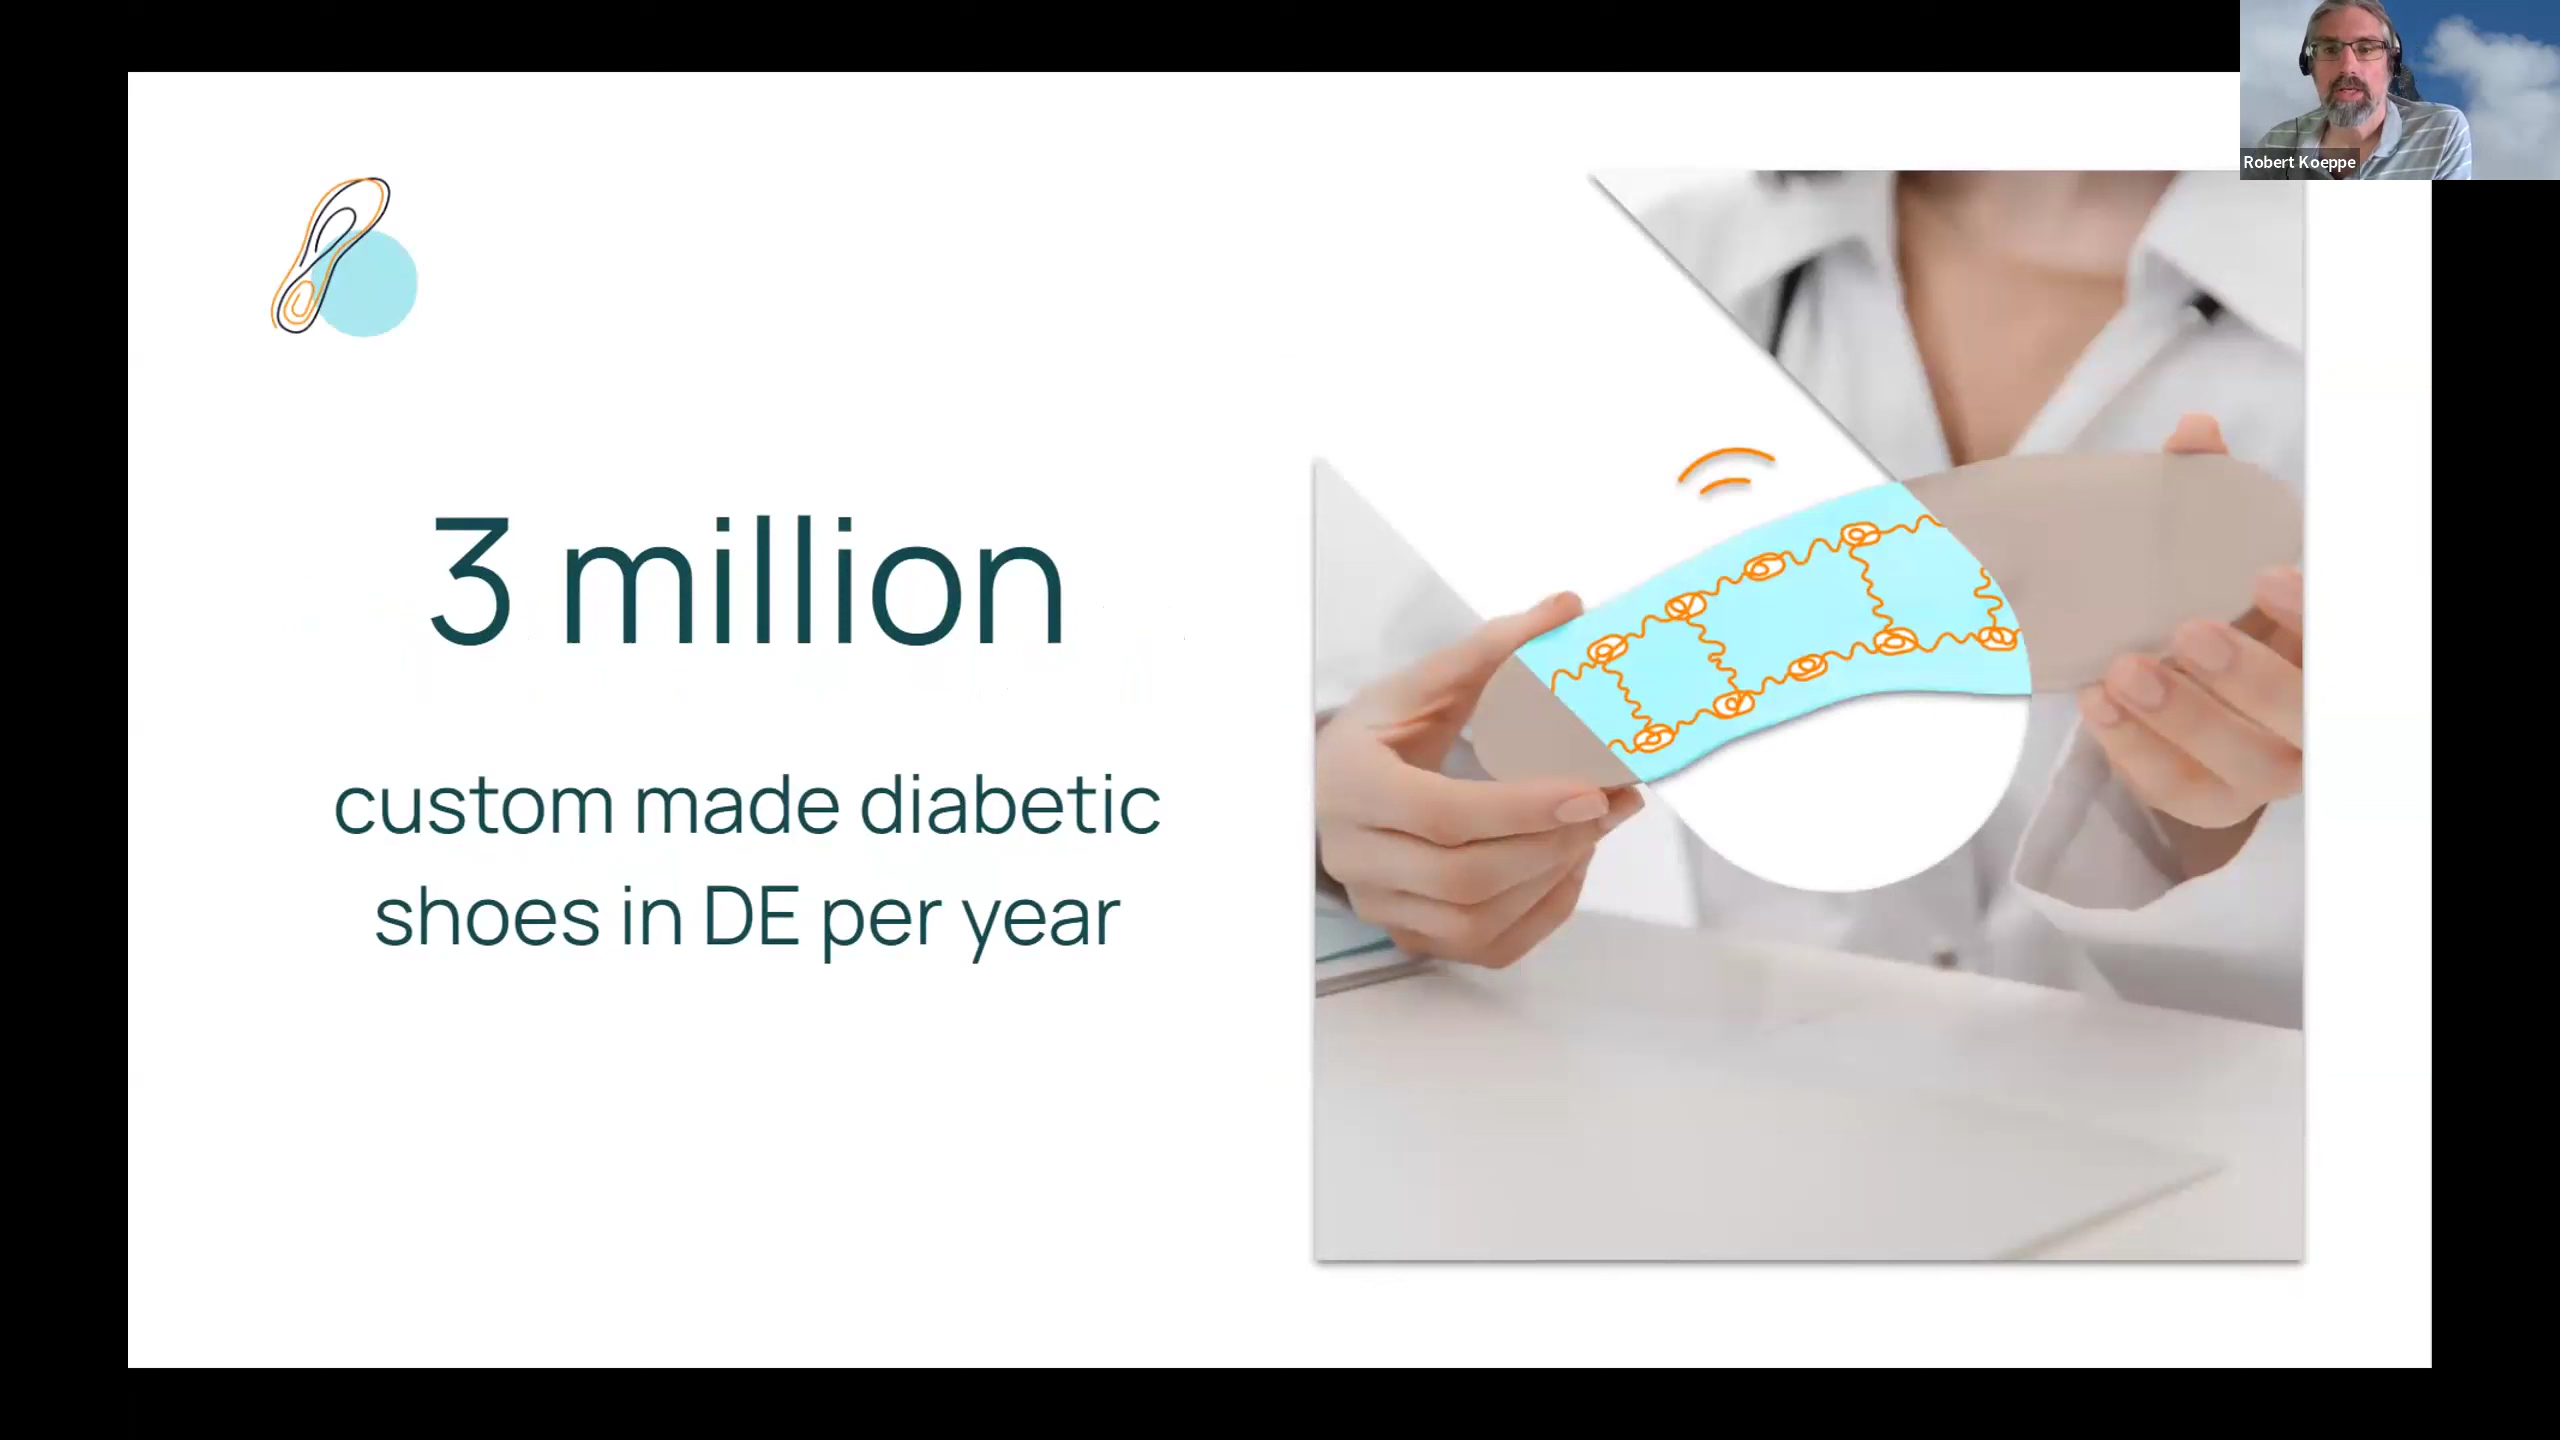 Robert Koeppe
3 million
custom made diabetic
shoes in DE per year